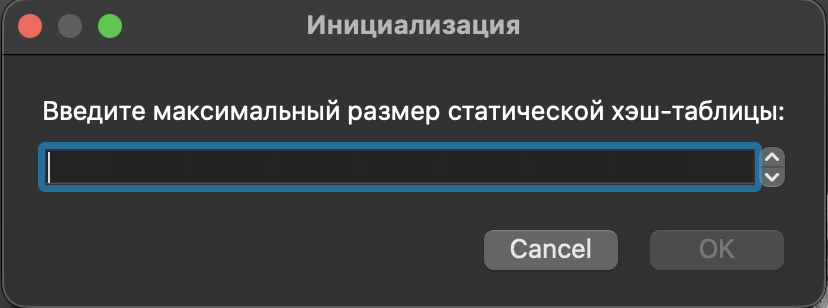 Инициализация
Введите максимальный размер статической хэш-таблицы:
Cancel
OK